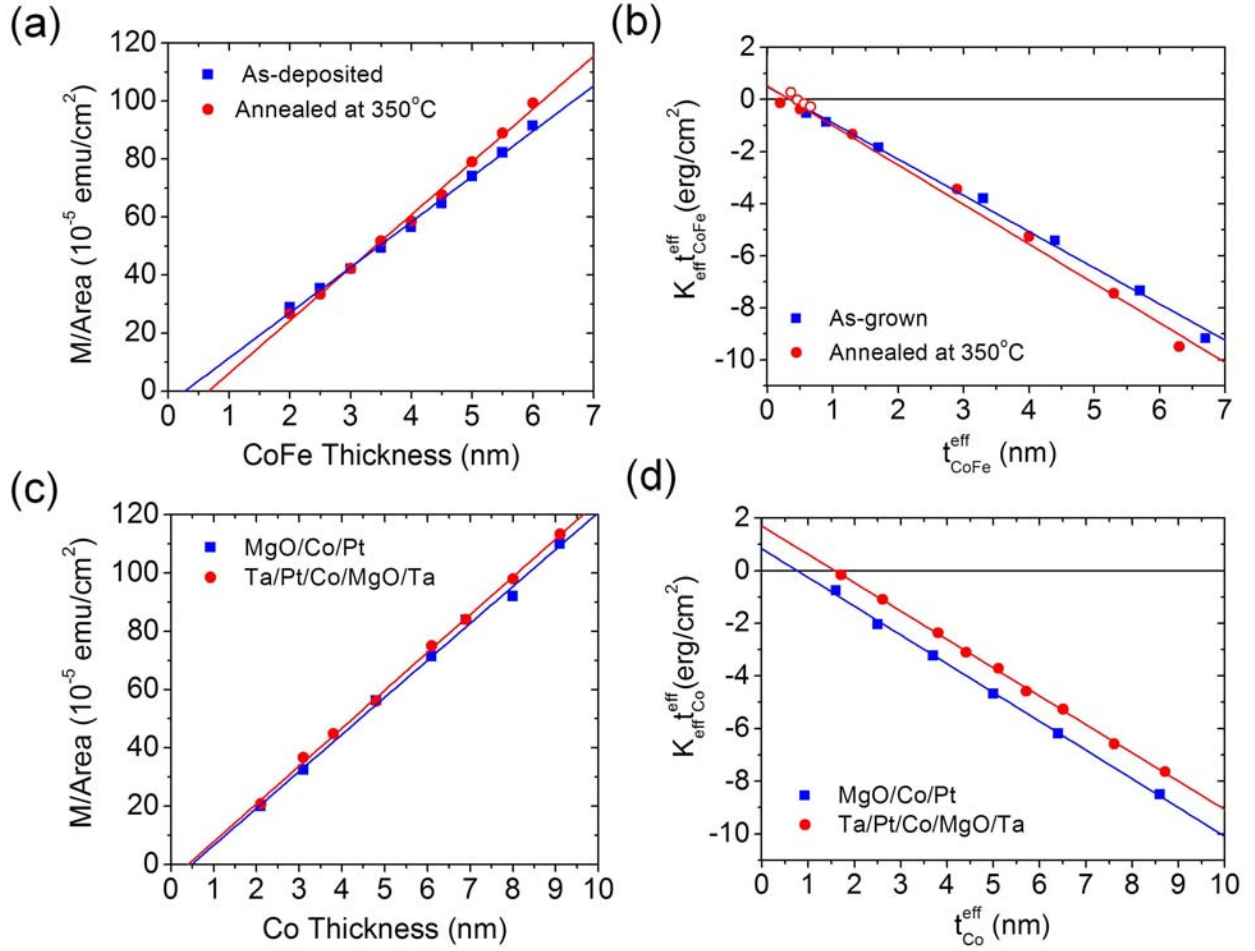 (a)
120
100
80
60
40
20
0
M/Area (10⁻⁵ emu/cm²)
As-deposited
Annealed at 350°C
0 1 2 3 4 5 6 7
CoFe Thickness (nm)
(b)
2
0
-2
-4
-6
-8
-10
K_eff t_CoFe^eff (erg/cm²)
As-grown
Annealed at 350°C
0 1 2 3 4 5 6 7
t_CoFe^eff (nm)
(c)
120
100
80
60
40
20
0
M/Area (10⁻⁵ emu/cm²)
MgO/Co/Pt
Ta/Pt/Co/MgO/Ta
0 1 2 3 4 5 6 7 8 9 10
Co Thickness (nm)
(d)
2
0
-2
-4
-6
-8
-10
K_eff t_Co^eff (erg/cm²)
MgO/Co/Pt
Ta/Pt/Co/MgO/Ta
0 1 2 3 4 5 6 7 8 9 10
t_Co^eff (nm)